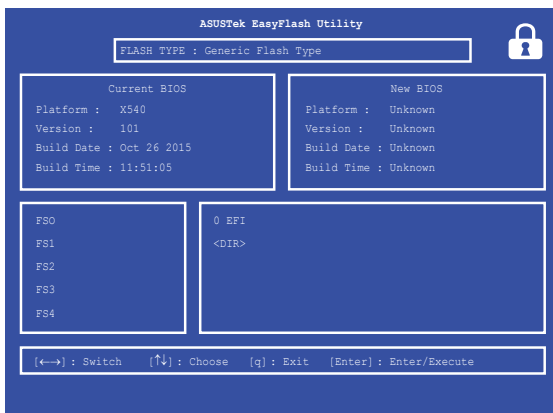 ASUSTek EasyFlash Utility
FLASH TYPE : Generic Flash Type
Current BIOS
Platform : X540
Version : 101
Build Date : Oct 26 2015
Build Time : 11:51:05
New BIOS
Platform : Unknown
Version : Unknown
Build Date : Unknown
Build Time : Unknown
FS0
FS1
FS2
FS3
FS4
0 EFI
<DIR>
[←→] : Switch [↑↓] : Choose [q] : Exit [Enter] : Enter/Execute